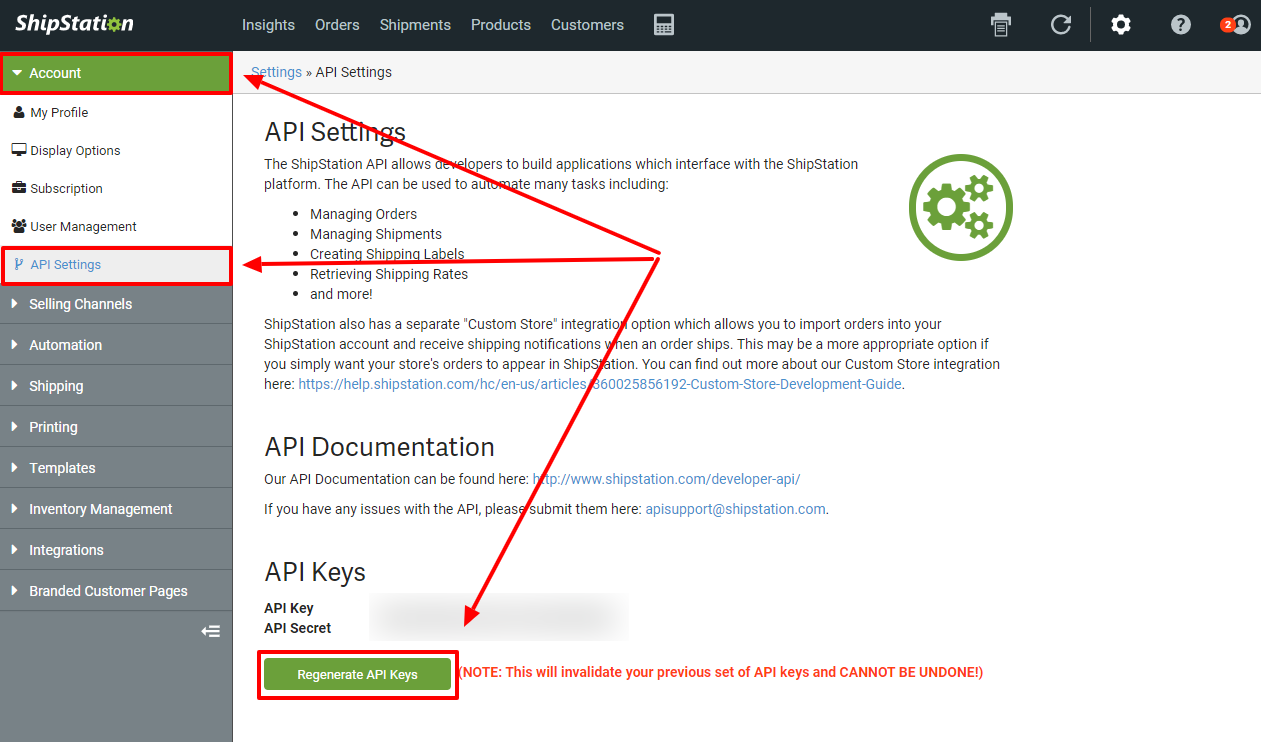 ShipStation
Insights Orders Shipments Products Customers
2
Account
My Profile
Display Options
Subscription
User Management
API Settings
Selling Channels
Automation
Shipping
Printing
Templates
Inventory Management
Integrations
Branded Customer Pages
Settings » API Settings
API Settings
The ShipStation API allows developers to build applications which interface with the ShipStation
platform. The API can be used to automate many tasks including:
• Managing Orders
• Managing Shipments
• Creating Shipping Labels
• Retrieving Shipping Rates
• and more!
ShipStation also has a separate "Custom Store" integration option which allows you to import orders into your
ShipStation account and receive shipping notifications when an order ships. This may be a more appropriate option if
you simply want your store's orders to appear in ShipStation. You can find out more about our Custom Store integration
here: https://help.shipstation.com/hc/en-us/articles/360025856192-Custom-Store-Development-Guide.
API Documentation
Our API Documentation can be found here: http://www.shipstation.com/developer-api/
If you have any issues with the API, please submit them here: apisupport@shipstation.com.
API Keys
API Key
API Secret
Regenerate API Keys (NOTE: This will invalidate your previous set of API keys and CANNOT BE UNDONE!)